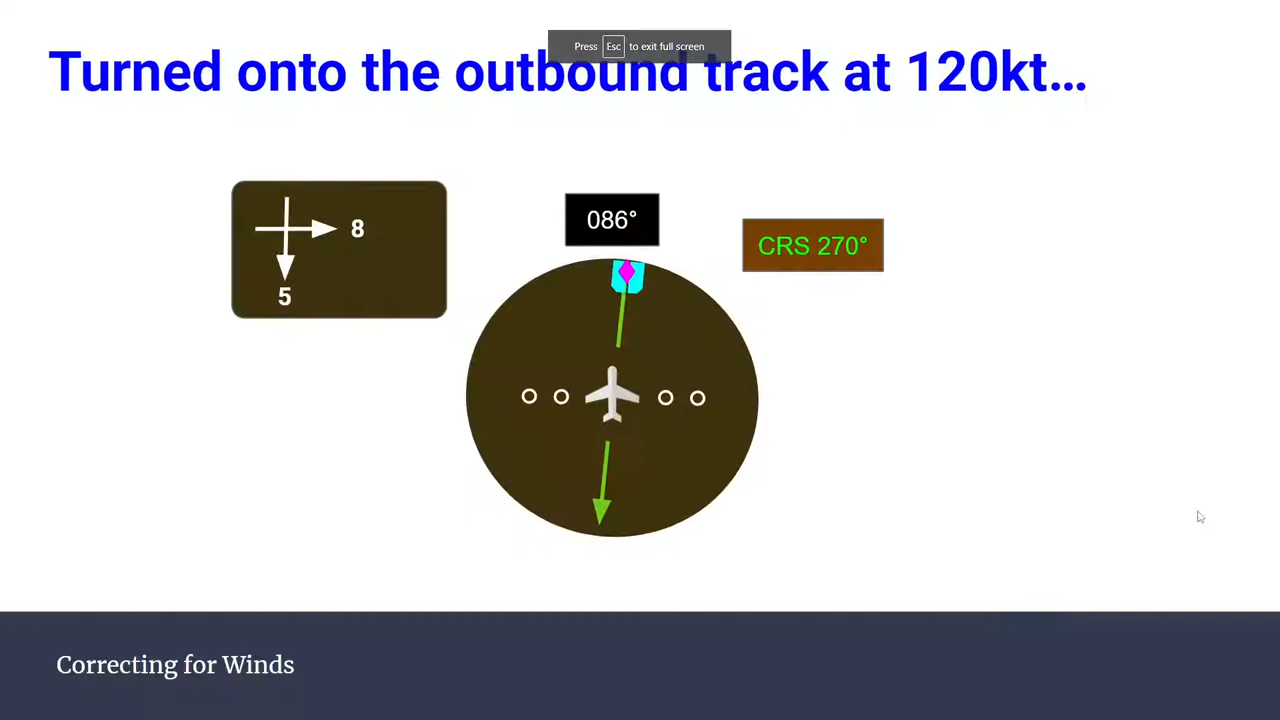 Press Esc to exit full screen
Turned onto the outbound track at 120kt…
8
5
086°
CRS 270°
Correcting for Winds